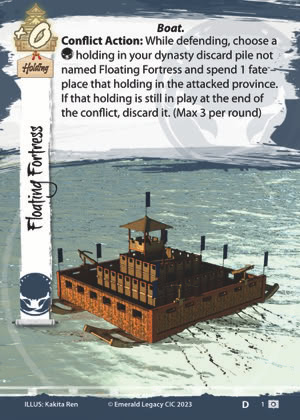 +0
Holding
Boat.
Conflict Action: While defending, choose a
holding in your dynasty discard pile not
named Floating Fortress and spend 1 fate –
place that holding in the attacked province.
If that holding is still in play at the end of
the conflict, discard it. (Max 3 per round)
Floating Fortress
ILLUS: Kakita Ren
© Emerald Legacy CIC 2023
D
1